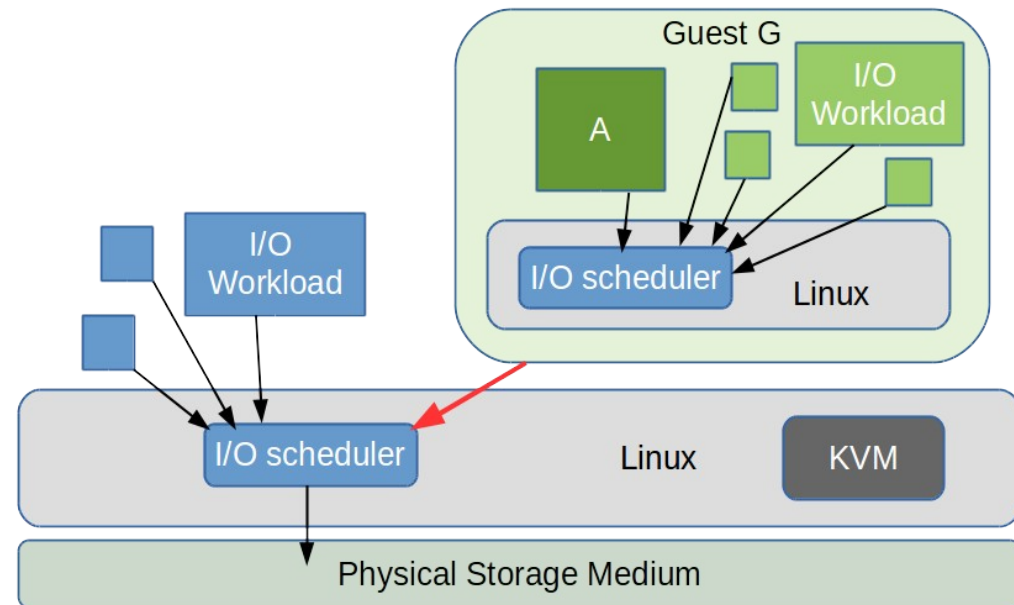 Guest G
A
I/O
Workload
I/O scheduler
Linux
I/O
Workload
I/O scheduler
Linux
KVM
Physical Storage Medium